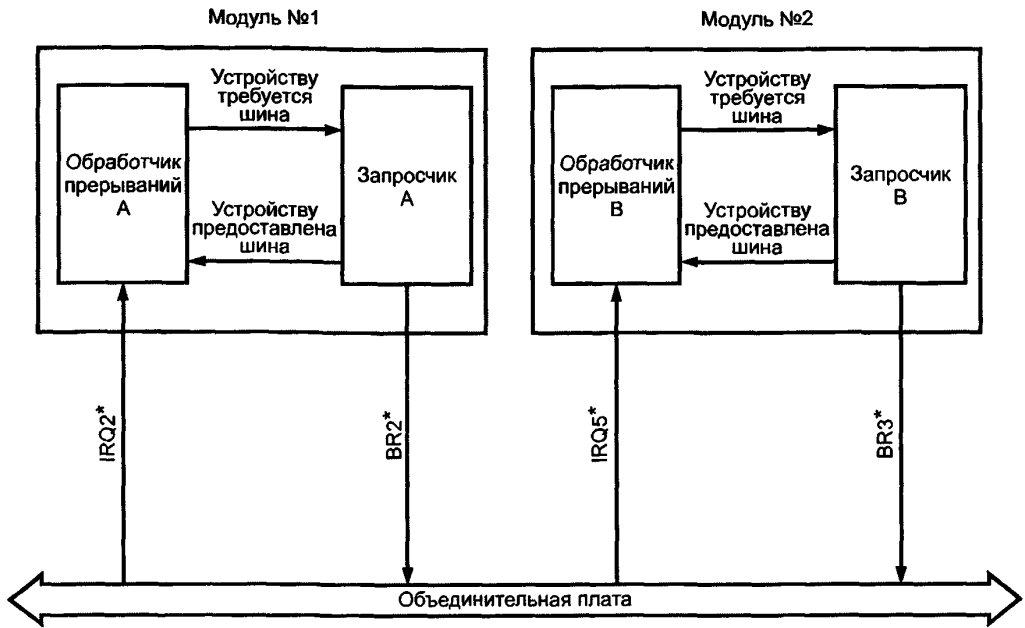 Модуль №1
Модуль №2
Устройству
требуется
шина
Обработчик
прерываний
А
Запросчик
А
Устройству
предоставлена
шина
Устройству
требуется
шина
Обработчик
прерываний
В
Запросчик
В
Устройству
предоставлена
шина
IRQ2*
BR2*
IRQ5*
BR3*
Объединительная плата